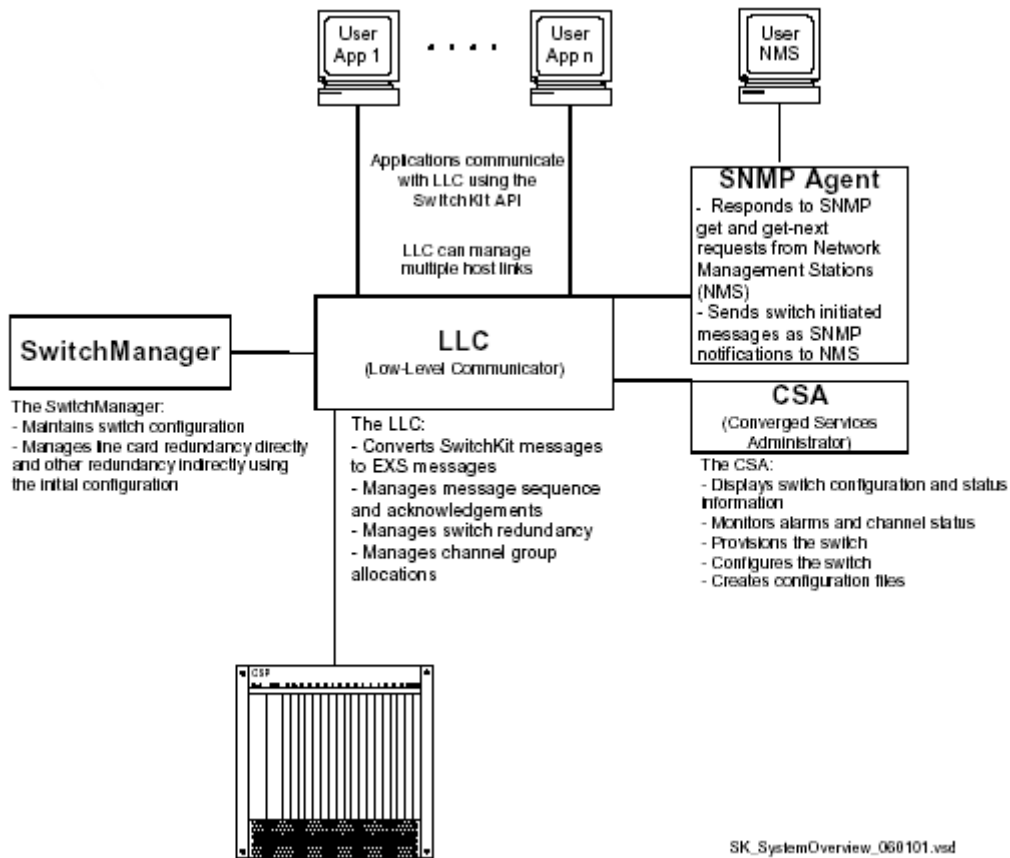 User
App 1
. . . .
User
App n
User
NMS
Applications communicate
with LLC using the
SwitchKit API
LLC can manage
multiple host links
SNMP Agent
- Responds to SNMP
get and get-next
requests from Network
Management Stations
(NMS)
- Sends switch initiated
messages as SNMP
notifications to NMS
SwitchManager
LLC
(Low-Level Communicator)
CSA
(Converged Services
Administrator)
The SwitchManager:
- Maintains switch configuration
- Manages line card redundancy directly
and other redundancy indirectly using
the initial configuration
The LLC:
- Converts SwitchKit messages
to EXS messages
- Manages message sequence
and acknowledgements
- Manages switch redundancy
- Manages channel group
allocations
The CSA:
- Displays switch configuration and status
information
- Monitors alarms and channel status
- Provisions the switch
- Configures the switch
- Creates configuration files
CSP
SK_SystemOverview_060101.vsd